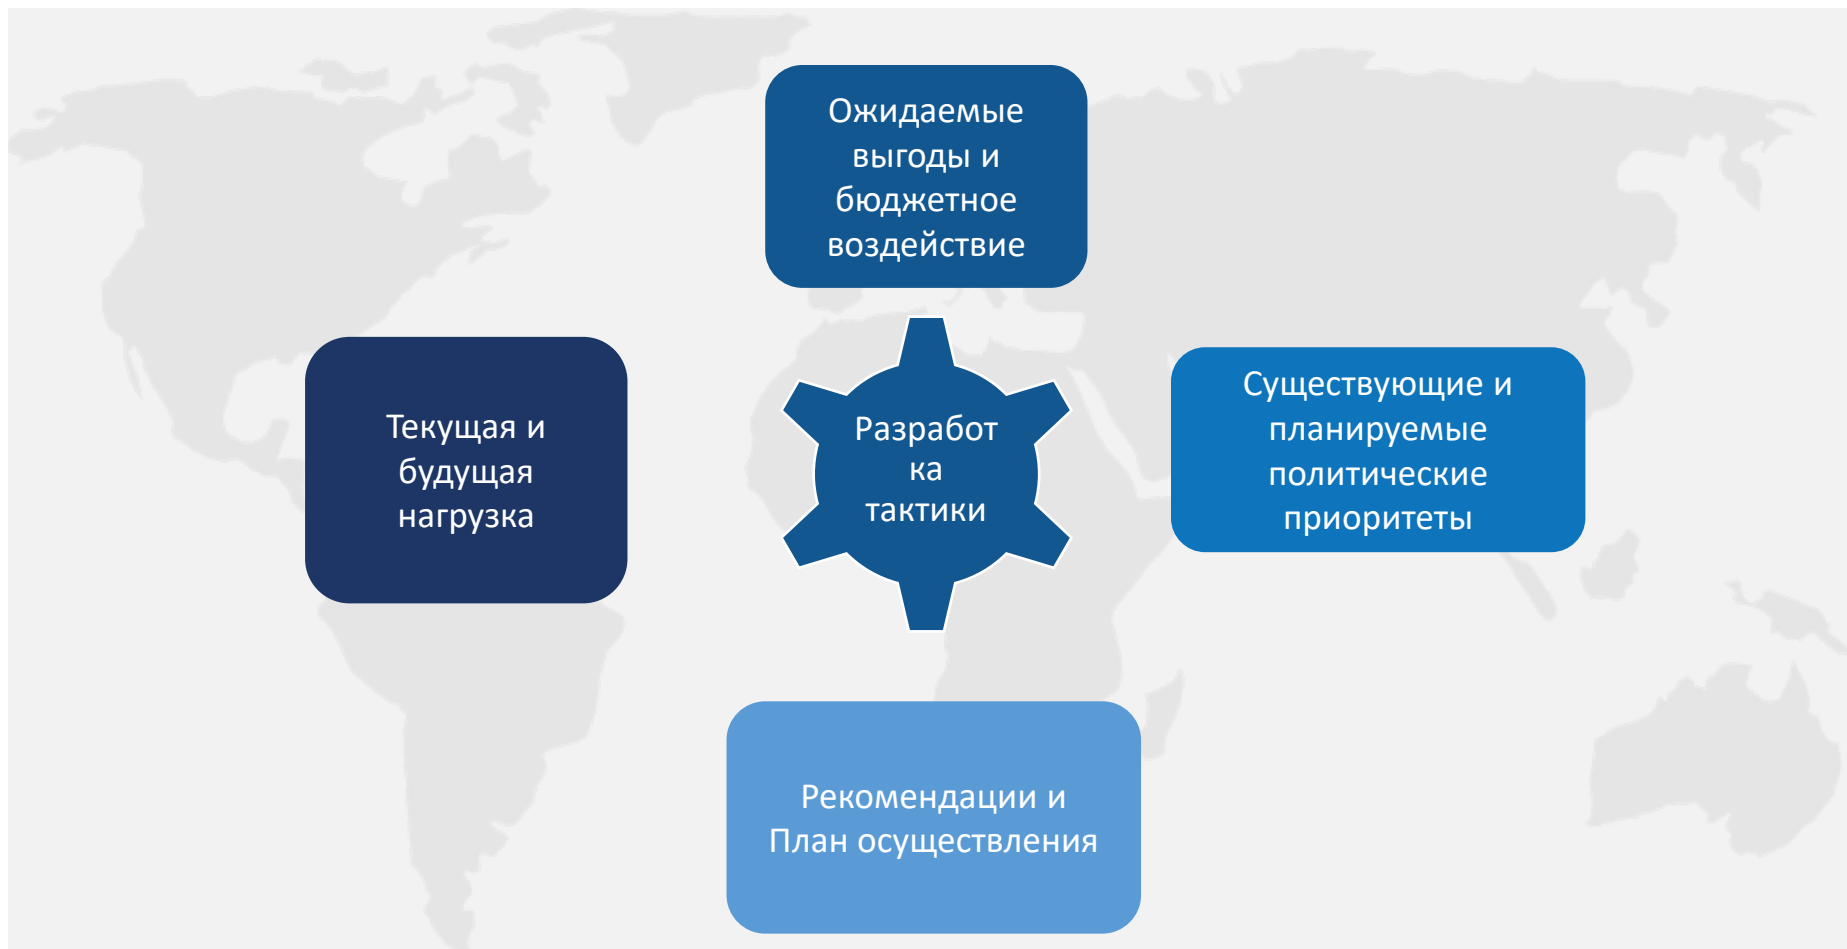 Ожидаемые
выгоды и
бюджетное
воздействие
Текущая и
будущая
нагрузка
Разработ
ка
тактики
Существующие и
планируемые
политические
приоритеты
Рекомендации и
План осуществления